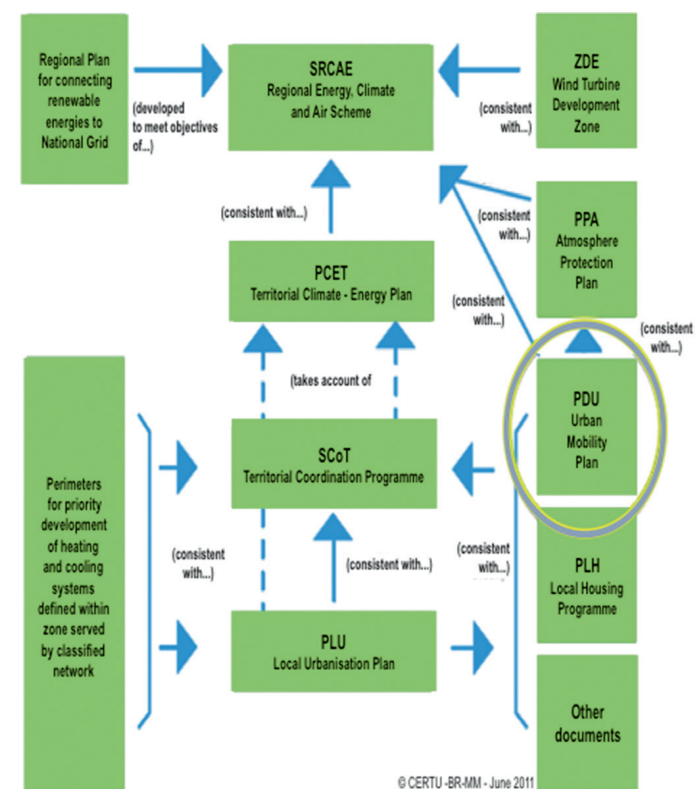 Regional Plan
for connecting
renewable
energies to
National Grid
(developed
to meet objectives
of...)
SRCAE
Regional Energy, Climate
and Air Scheme
(consistent
with...)
ZDE
Wind Turbine
Development
Zone
(consistent with...)
(consistent
with...)
PPA
Atmosphere
Protection
Plan
PCET
Territorial Climate - Energy Plan
(consistent
with...)
(consistent
with...)
(takes account of
PDU
Urban
Mobility
Plan
Perimeters
for priority
development
of heating
and cooling
systems
defined within
zone served
by classified
network
SCoT
Territorial Coordination Programme
(consistent
with...)
(consistent with...)
(consistent
with...)
PLH
Local Housing
Programme
PLU
Local Urbanisation Plan
Other
documents
© CERTU -BR-MM - June 2011